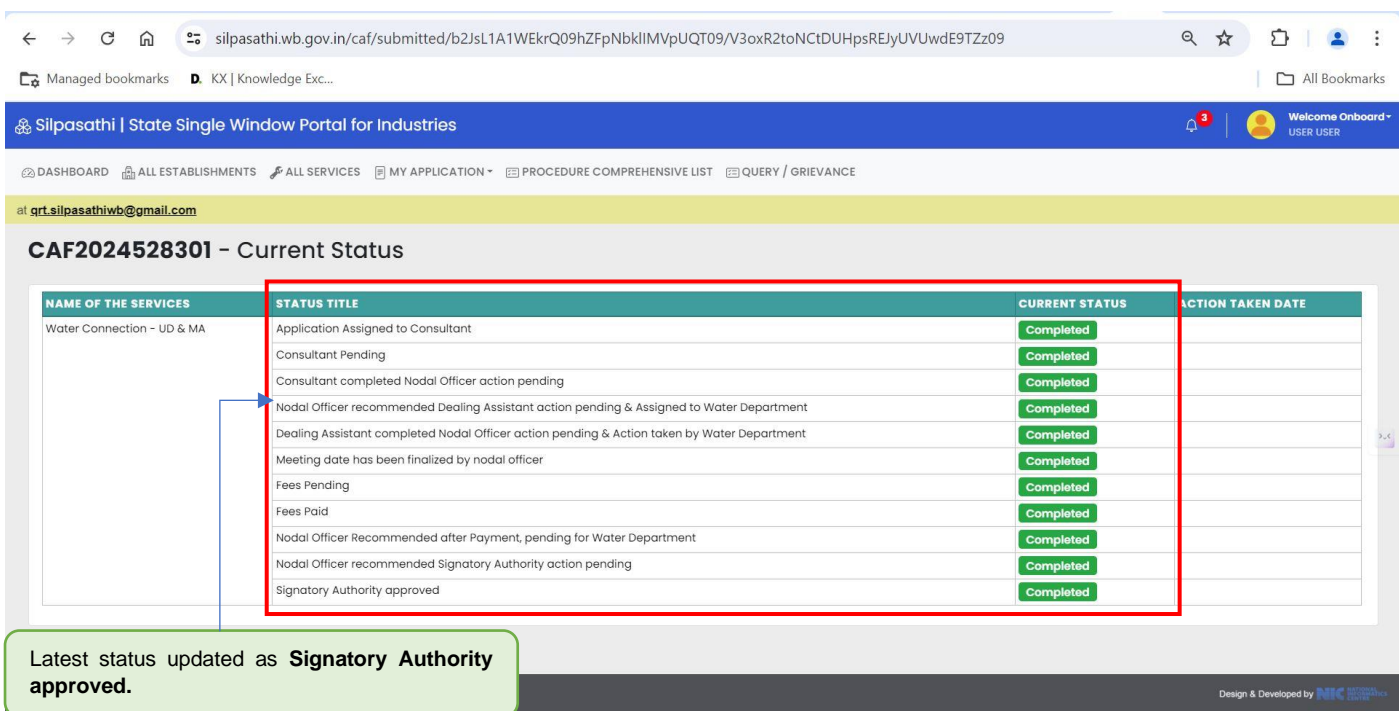 silpasathi.wb.gov.in/caf/submitted/b2JsL1A1WEkrQ09hZFpNbklIMVpUQT09/V3oxR2toNCtDUHpsREJyUVUwdE9TZz09
Managed bookmarks D. KX | Knowledge Exc... All Bookmarks
Silpasathi | State Single Window Portal for Industries 3 Welcome Onboard
USER USER
DASHBOARD ALL ESTABLISHMENTS ALL SERVICES MY APPLICATION PROCEDURE COMPREHENSIVE LIST QUERY / GRIEVANCE
at qrt.silpasathiwb@gmail.com
CAF2024528301 - Current Status
NAME OF THE SERVICES STATUS TITLE CURRENT STATUS ACTION TAKEN DATE
Water Connection - UD & MA Application Assigned to Consultant Completed
Consultant Pending Completed
Consultant completed Nodal Officer action pending Completed
Nodal Officer recommended Dealing Assistant action pending & Assigned to Water Department Completed
Dealing Assistant completed Nodal Officer action pending & Action taken by Water Department Completed
Meeting date has been finalized by nodal officer Completed
Fees Pending Completed
Fees Paid Completed
Nodal Officer Recommended after Payment, pending for Water Department Completed
Nodal Officer recommended Signatory Authority action pending Completed
Signatory Authority approved Completed
Latest status updated as Signatory Authority
approved.
Design & Developed by NIC NATIONAL
INFORMATICS
CENTRE